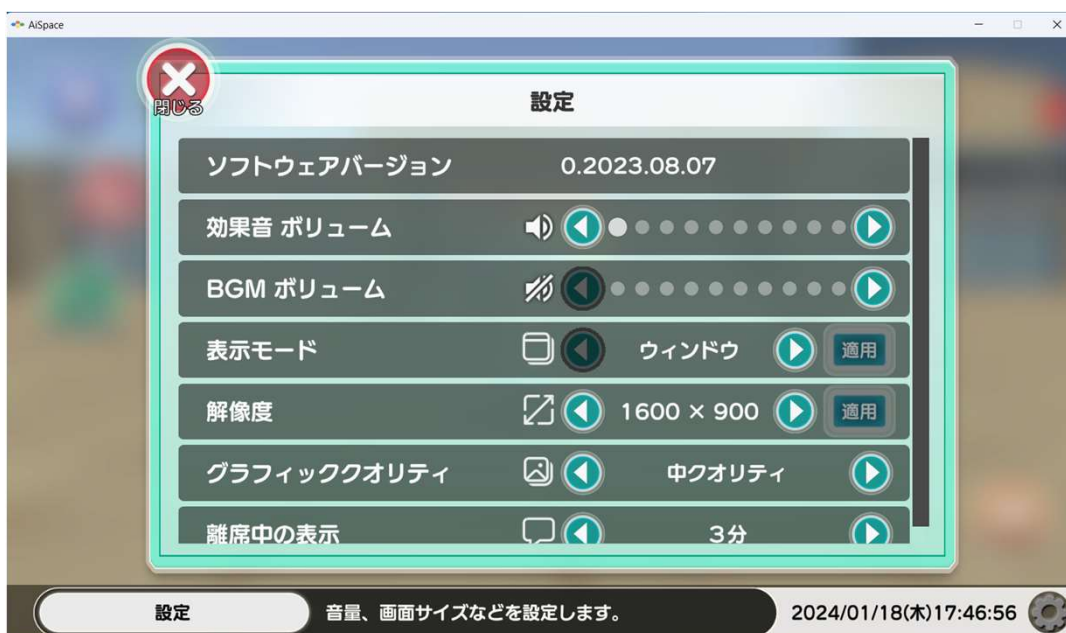 AiSpace
閉じる
設定
ソフトウェアバージョン 0.2023.08.07
効果音 ボリューム
BGM ボリューム
表示モード ウィンドウ 適用
解像度 1600 × 900 適用
グラフィッククオリティ 中クオリティ
離席中の表示 3分
設定 音量、画面サイズなどを設定します。 2024/01/18(木)17:46:56